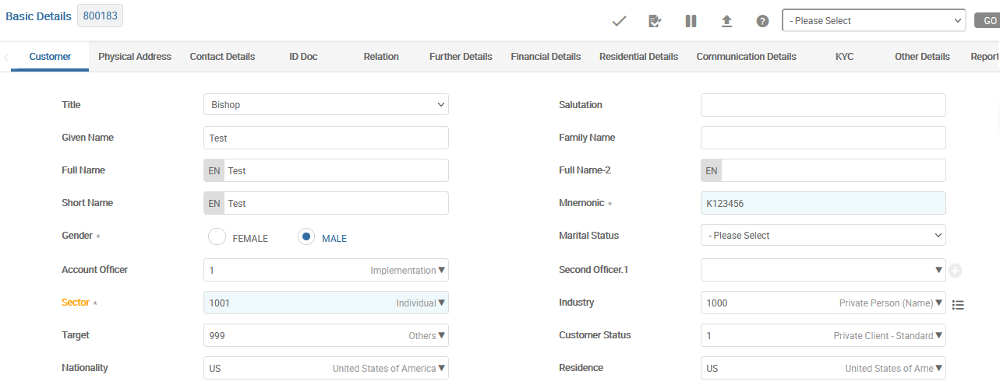 Basic Details 800183
- Please Select GO
Customer Physical Address Contact Details ID Doc Relation Further Details Financial Details Residential Details Communication Details KYC Other Details Report
Title Bishop Salutation
Given Name Test Family Name
Full Name EN Test Full Name-2 EN
Short Name EN Test Mnemonic * K123456
Gender * FEMALE MALE Marital Status - Please Select
Account Officer 1 Implementation Second Officer.1
Sector * 1001 Individual Industry 1000 Private Person (Name)
Target 999 Others Customer Status 1 Private Client - Standard
Nationality US United States of America Residence US United States of Ame